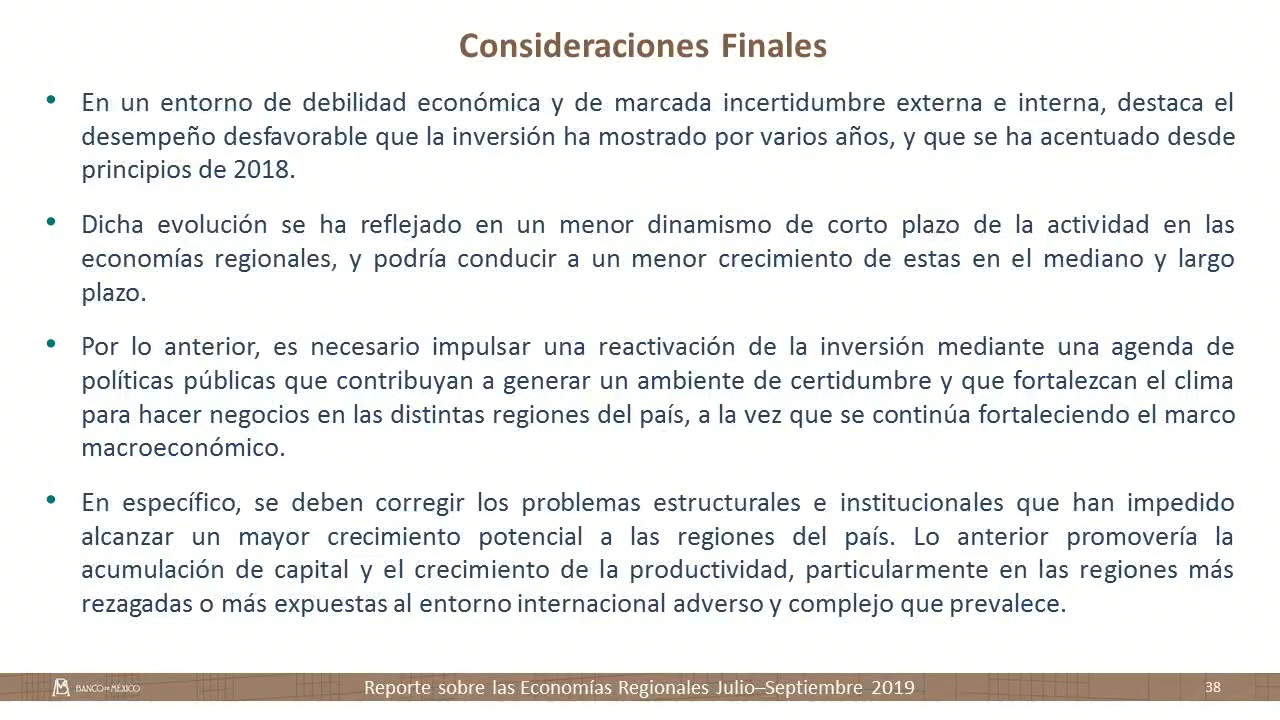 Consideraciones Finales
• En un entorno de debilidad económica y de marcada incertidumbre externa e interna, destaca el
desempeño desfavorable que la inversión ha mostrado por varios años, y que se ha acentuado desde
principios de 2018.
• Dicha evolución se ha reflejado en un menor dinamismo de corto plazo de la actividad en las
economías regionales, y podría conducir a un menor crecimiento de estas en el mediano y largo
plazo.
• Por lo anterior, es necesario impulsar una reactivación de la inversión mediante una agenda de
políticas públicas que contribuyan a generar un ambiente de certidumbre y que fortalezcan el clima
para hacer negocios en las distintas regiones del país, a la vez que se continúa fortaleciendo el marco
macroeconómico.
• En específico, se deben corregir los problemas estructurales e institucionales que han impedido
alcanzar un mayor crecimiento potencial a las regiones del país. Lo anterior promovería la
acumulación de capital y el crecimiento de la productividad, particularmente en las regiones más
rezagadas o más expuestas al entorno internacional adverso y complejo que prevalece.
BANCO DE MÉXICO
Reporte sobre las Economías Regionales Julio–Septiembre 2019
38